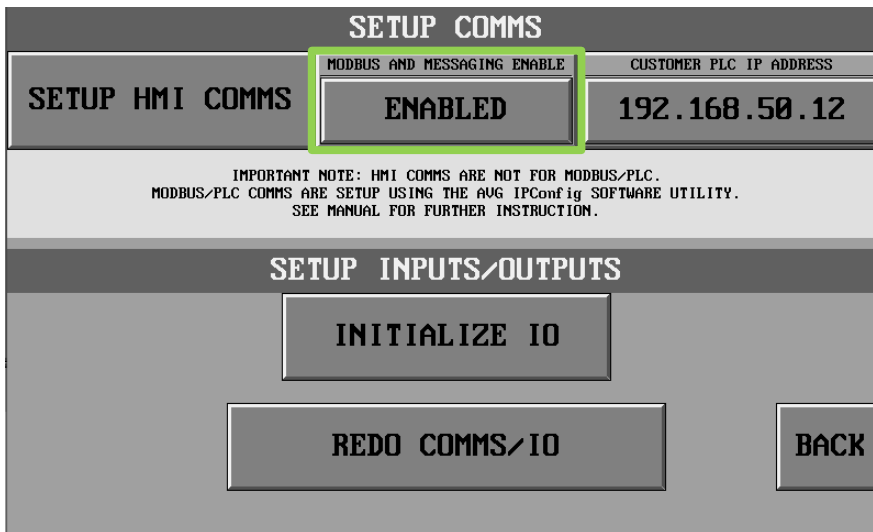 SETUP COMMS
MODBUS AND MESSAGING ENABLE
CUSTOMER PLC IP ADDRESS
SETUP HMI COMMS
ENABLED
192.168.50.12
IMPORTANT NOTE: HMI COMMS ARE NOT FOR MODBUS/PLC.
MODBUS/PLC COMMS ARE SETUP USING THE AVG IPConfig SOFTWARE UTILITY.
SEE MANUAL FOR FURTHER INSTRUCTION.
SETUP INPUTS/OUTPUTS
INITIALIZE IO
REDO COMMS/IO
BACK